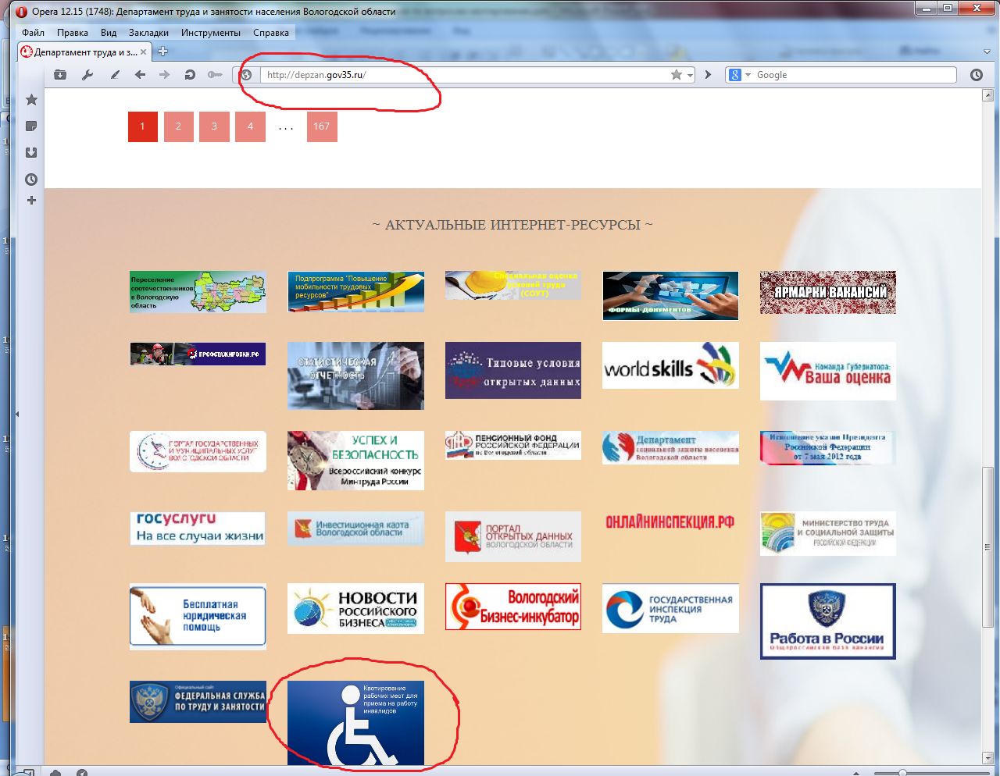 Opera 12.15 (1748): Департамент труда и занятости населения Вологодской области
Файл Правка Вид Закладки Инструменты Справка
Департамент труда и з...
http://depzan.gov35.ru/
Google
1 2 3 4 ... 167
~ АКТУАЛЬНЫЕ ИНТЕРНЕТ-РЕСУРСЫ ~
Переселение
соотечественников
в Вологодскую
область
Подпрограмма "Повышение
мобильности трудовых
ресурсов"
Специальная оценка
условий труда
(СОУТ)
ФОРМЫ ДОКУМЕНТОВ
ЯРМАРКИ ВАКАНСИЙ
ПРОФСТАЖИРОВКИ.РФ
СТАТИСТИЧЕСКАЯ
ОТЧЕТНОСТЬ
Типовые условия
открытых данных
world skills
Команда Губернатора:
Ваша оценка
ПОРТАЛ ГОСУДАРСТВЕННЫХ
И МУНИЦИПАЛЬНЫХ УСЛУГ
ВОЛОГОДСКОЙ ОБЛАСТИ
УСПЕХ И
БЕЗОПАСНОСТЬ
Всероссийский конкурс
Минтруда России
ПЕНСИОННЫЙ ФОНД
РОССИЙСКОЙ ФЕДЕРАЦИИ
по Вологодской области
Департамент
социальной защиты населения
Вологодской области
Исполнение указов Президента
Российской Федерации
от 7 мая 2012 года
госуслуги
На все случаи жизни
Инвестиционная карта
Вологодской области
ПОРТАЛ
ОТКРЫТЫХ ДАННЫХ
ВОЛОГОДСКОЙ ОБЛАСТИ
ОНЛАЙНИНСПЕКЦИЯ.РФ
МИНИСТЕРСТВО ТРУДА
И СОЦИАЛЬНОЙ ЗАЩИТЫ
РОССИЙСКОЙ ФЕДЕРАЦИИ
Бесплатная
юридическая
помощь
НОВОСТИ
РОССИЙСКОГО
БИЗНЕСА
Вологодский
Бизнес-инкубатор
ГОСУДАРСТВЕННАЯ
ИНСПЕКЦИЯ
ТРУДА
Работа в России
Общероссийская база вакансий
Официальный сайт
ФЕДЕРАЛЬНАЯ СЛУЖБА
ПО ТРУДУ И ЗАНЯТОСТИ
Квотирование
рабочих мест для
приема на работу
инвалидов